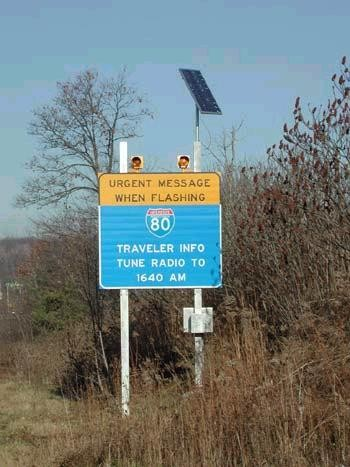 URGENT MESSAGE
WHEN FLASHING
80
TRAVELER INFO
TUNE RADIO TO
1640 AM